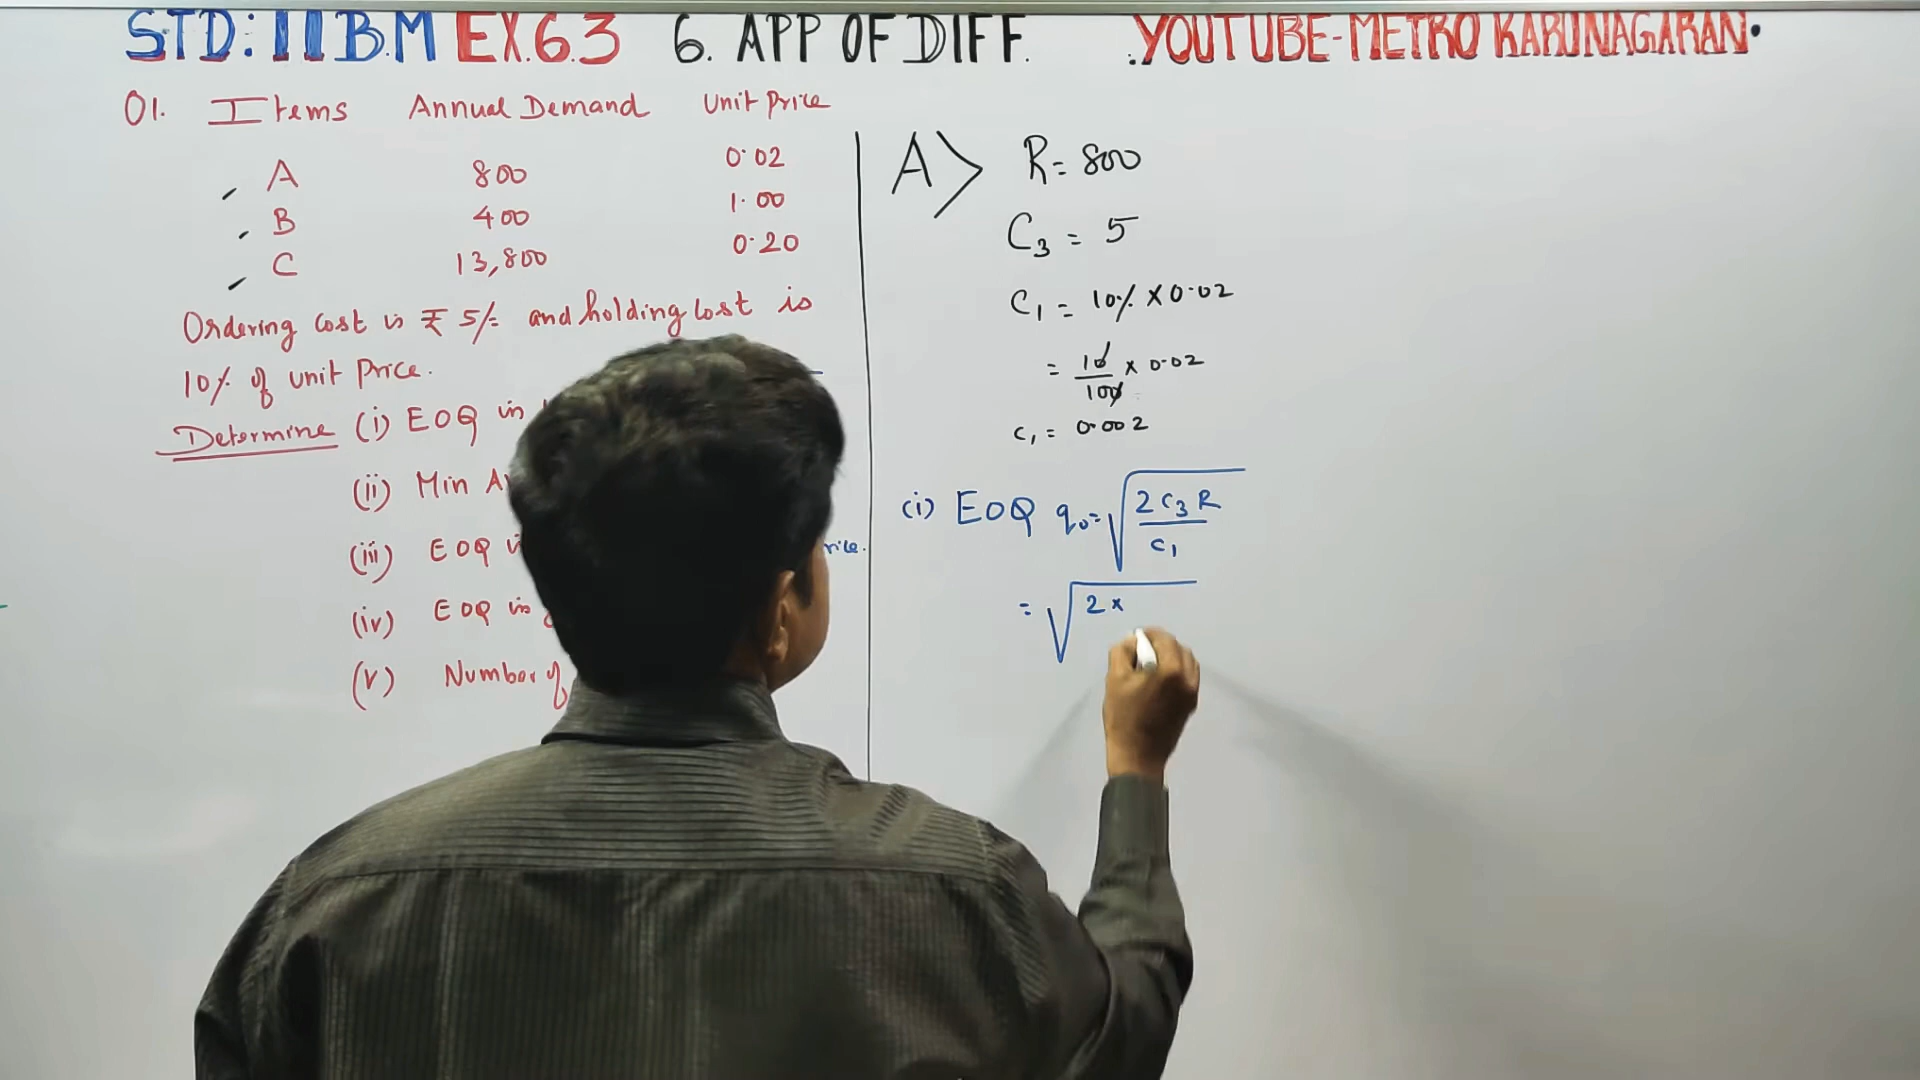 STD: 11 B.M EX.6.3 6. APP OF DIFF. YOUTUBE-METRO KARUNAGARAN.
01. Items Annual Demand Unit Price
A 800 0.02
B 400 1.00
C 13,800 0.20
Ordering cost is ₹ 5/= and holding cost is
10% of unit price.
Determine (i) EOQ in
(ii) Min
(iii) EOQ
(iv) EOQ in
(v) Number of
A> R = 800
C3 = 5
C1 = 10% X 0.02
= 10/100 x 0.02
C1 = 0.002
(i) EOQ q0 = √(2 C3 R / C1)
= √ 2 x